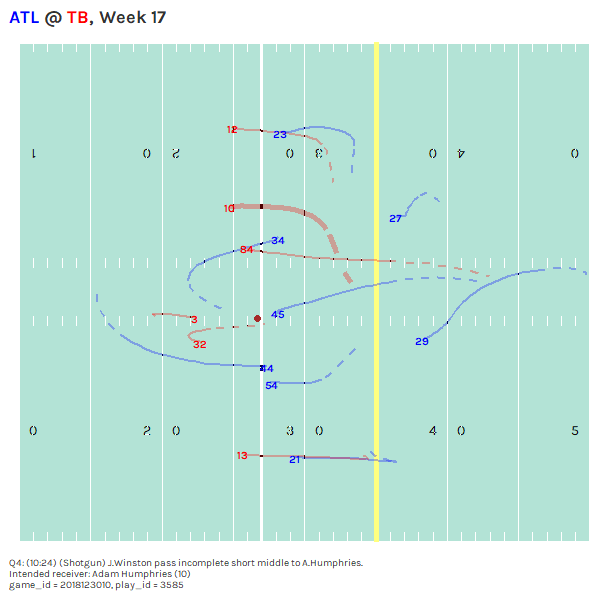 ATL @ TB, Week 17
12
23
1 0 2 0 3 0 4 0
10
27
34
84
45
3
29
32
44
54
0 2 0 3 0 4 0 5
13
21
Q4: (10:24) (Shotgun) J.Winston pass incomplete short middle to A.Humphries.
Intended receiver: Adam Humphries (10)
game_id = 2018123010, play_id = 3585